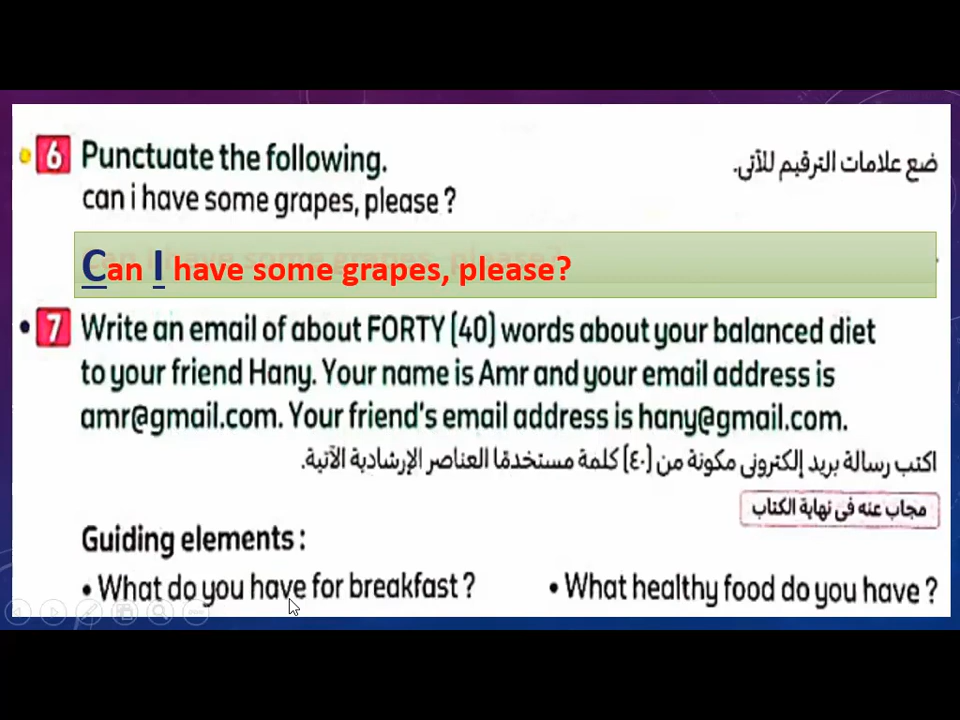 6 Punctuate the following.
ضع علامات الترقيم للآتى.
can i have some grapes, please ?
Can I have some grapes, please?
7 Write an email of about FORTY (40) words about your balanced diet
to your friend Hany. Your name is Amr and your email address is
amr@gmail.com. Your friend's email address is hany@gmail.com.
اكتب رسالة بريد إلكترونى مكونة من (٤٠) كلمة مستخدمًا العناصر الإرشادية الآتية.
مجاب عنه فى نهاية الكتاب
Guiding elements :
• What do you have for breakfast ? • What healthy food do you have ?